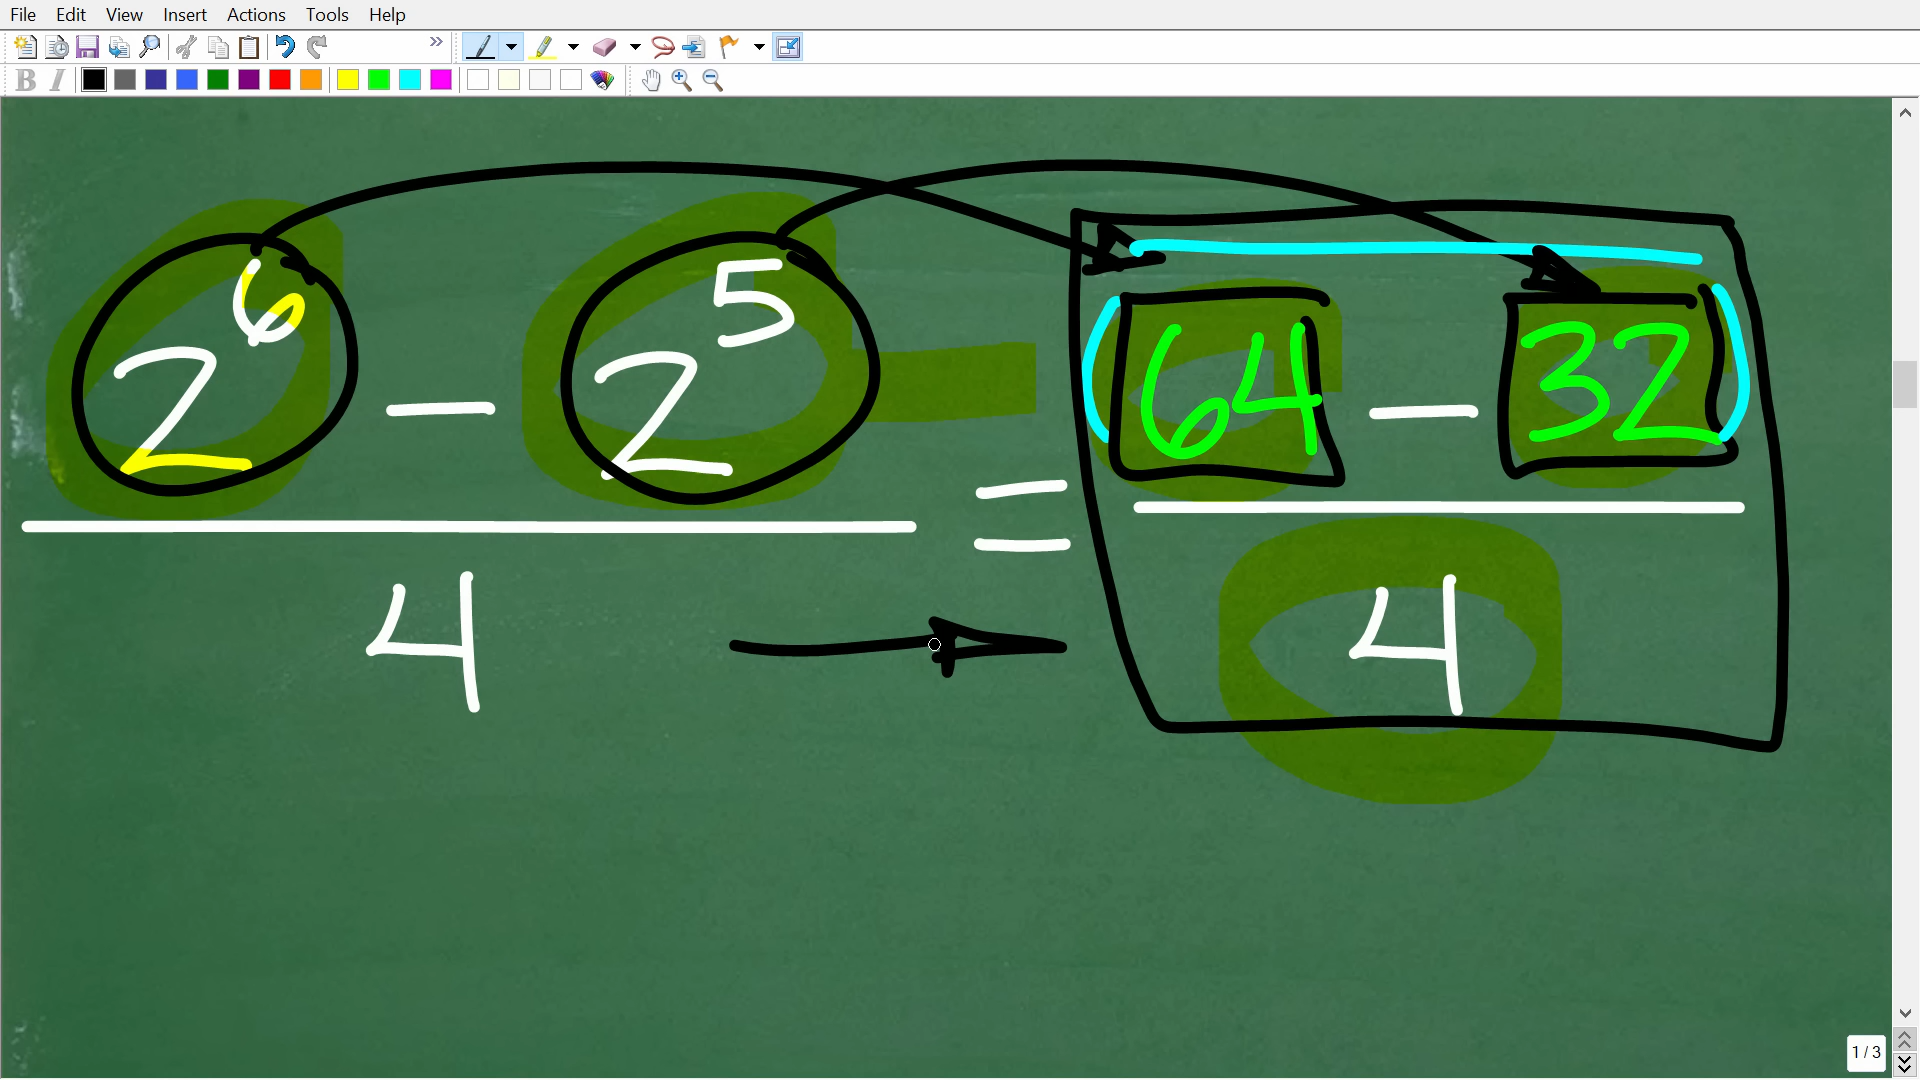 File Edit View Insert Actions Tools Help
B I
2⁶ − 2⁵ = 64 − 32
4 4
1 / 3